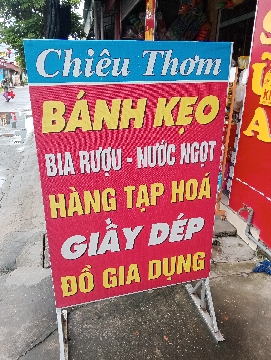 Chiêu Thơm
BÁNH KẸO
BIA RƯỢU - NƯỚC NGỌT
HÀNG TẠP HOÁ
GIẦY DÉP
ĐỒ GIA DỤNG